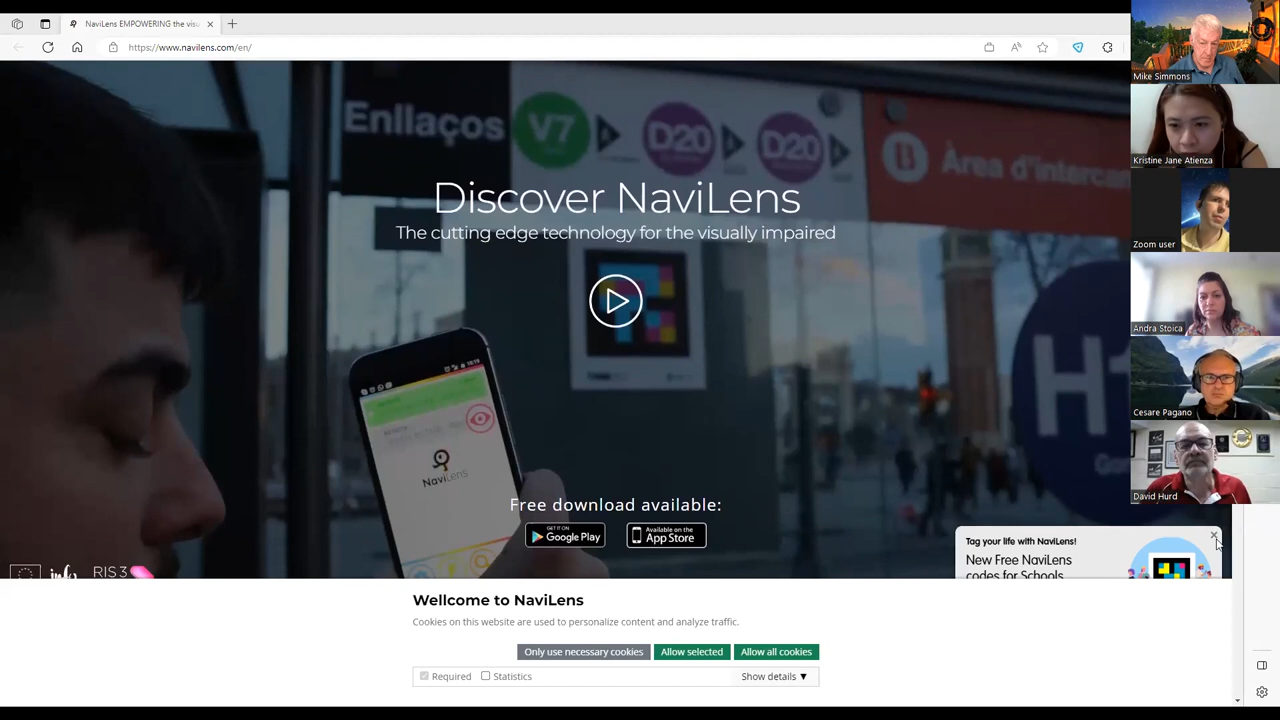 NaviLens EMPOWERING the visu
https://www.navilens.com/en/
Mike Simmons
Kristine Jane Atienza
Zoom user
Andra Stoica
Cesare Pagano
David Hurd
Enllaços V7 D20 D20
B Àrea d'intercan
H1
Discover NaviLens
The cutting edge technology for the visually impaired
NaviLens
Free download available:
GET IT ON
Google Play
Available on the
App Store
RIS3
Tag your life with NaviLens!
New Free NaviLens
codes for Schools
Wellcome to NaviLens
Cookies on this website are used to personalize content and analyze traffic.
Only use necessary cookies Allow selected Allow all cookies
Required Statistics Show details